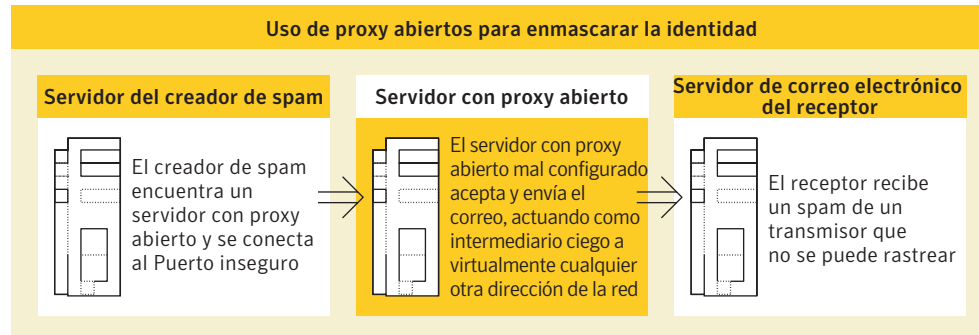 Uso de proxy abiertos para enmascarar la identidad
Servidor del creador de spam
El creador de spam
encuentra un
servidor con proxy
abierto y se conecta
al Puerto inseguro
Servidor con proxy abierto
El servidor con proxy
abierto mal configurado
acepta y envía el
correo, actuando como
intermediario ciego a
virtualmente cualquier
otra dirección de la red
Servidor de correo electrónico
del receptor
El receptor recibe
un spam de un
transmisor que
no se puede rastrear